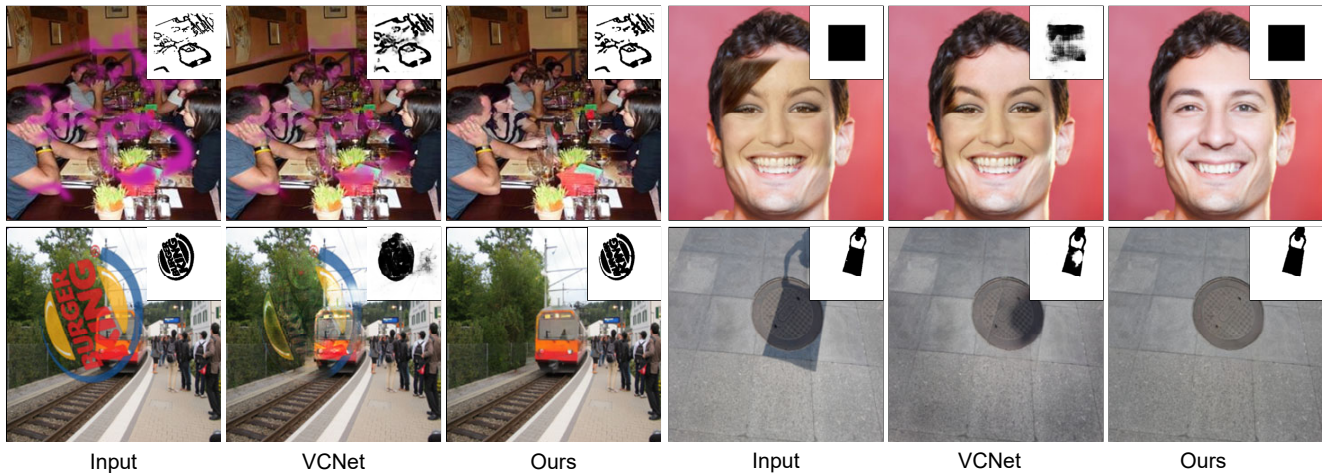 BURGER
KING
Input
VCNet
Ours
Input
VCNet
Ours